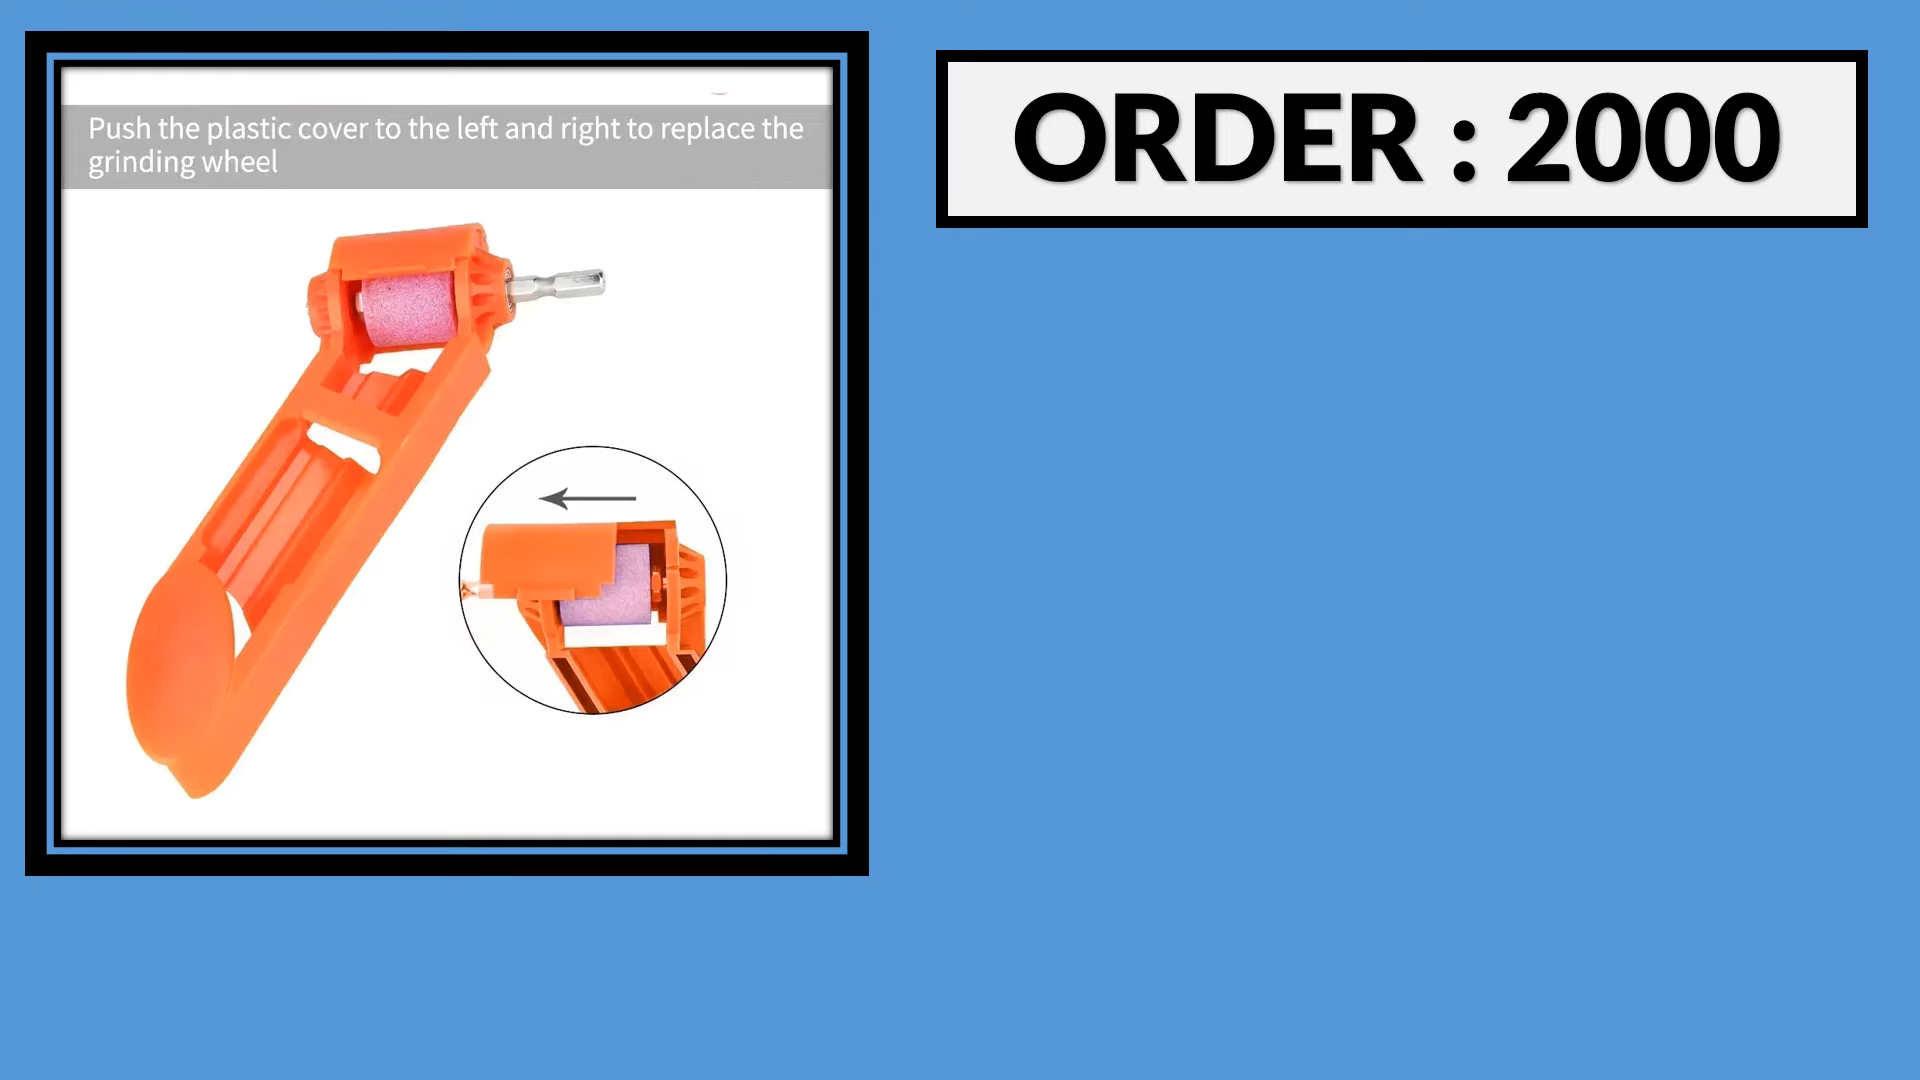 Push the plastic cover to the left and right to replace the
grinding wheel
ORDER : 2000